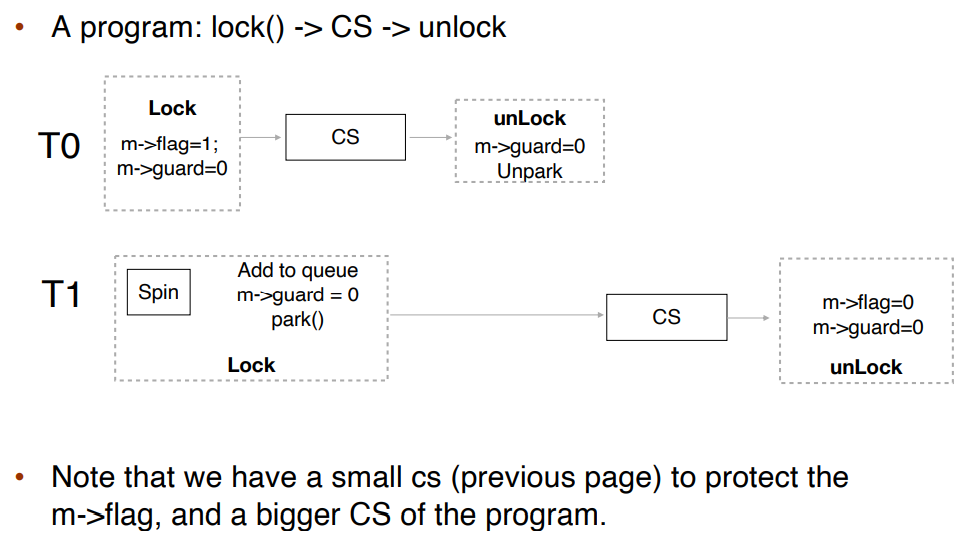 • A program: lock() -> CS -> unlock
T0
Lock
m->flag=1;
m->guard=0
CS
unLock
m->guard=0
Unpark
T1
Spin
Add to queue
m->guard = 0
park()
Lock
CS
m->flag=0
m->guard=0
unLock
• Note that we have a small cs (previous page) to protect the
m->flag, and a bigger CS of the program.